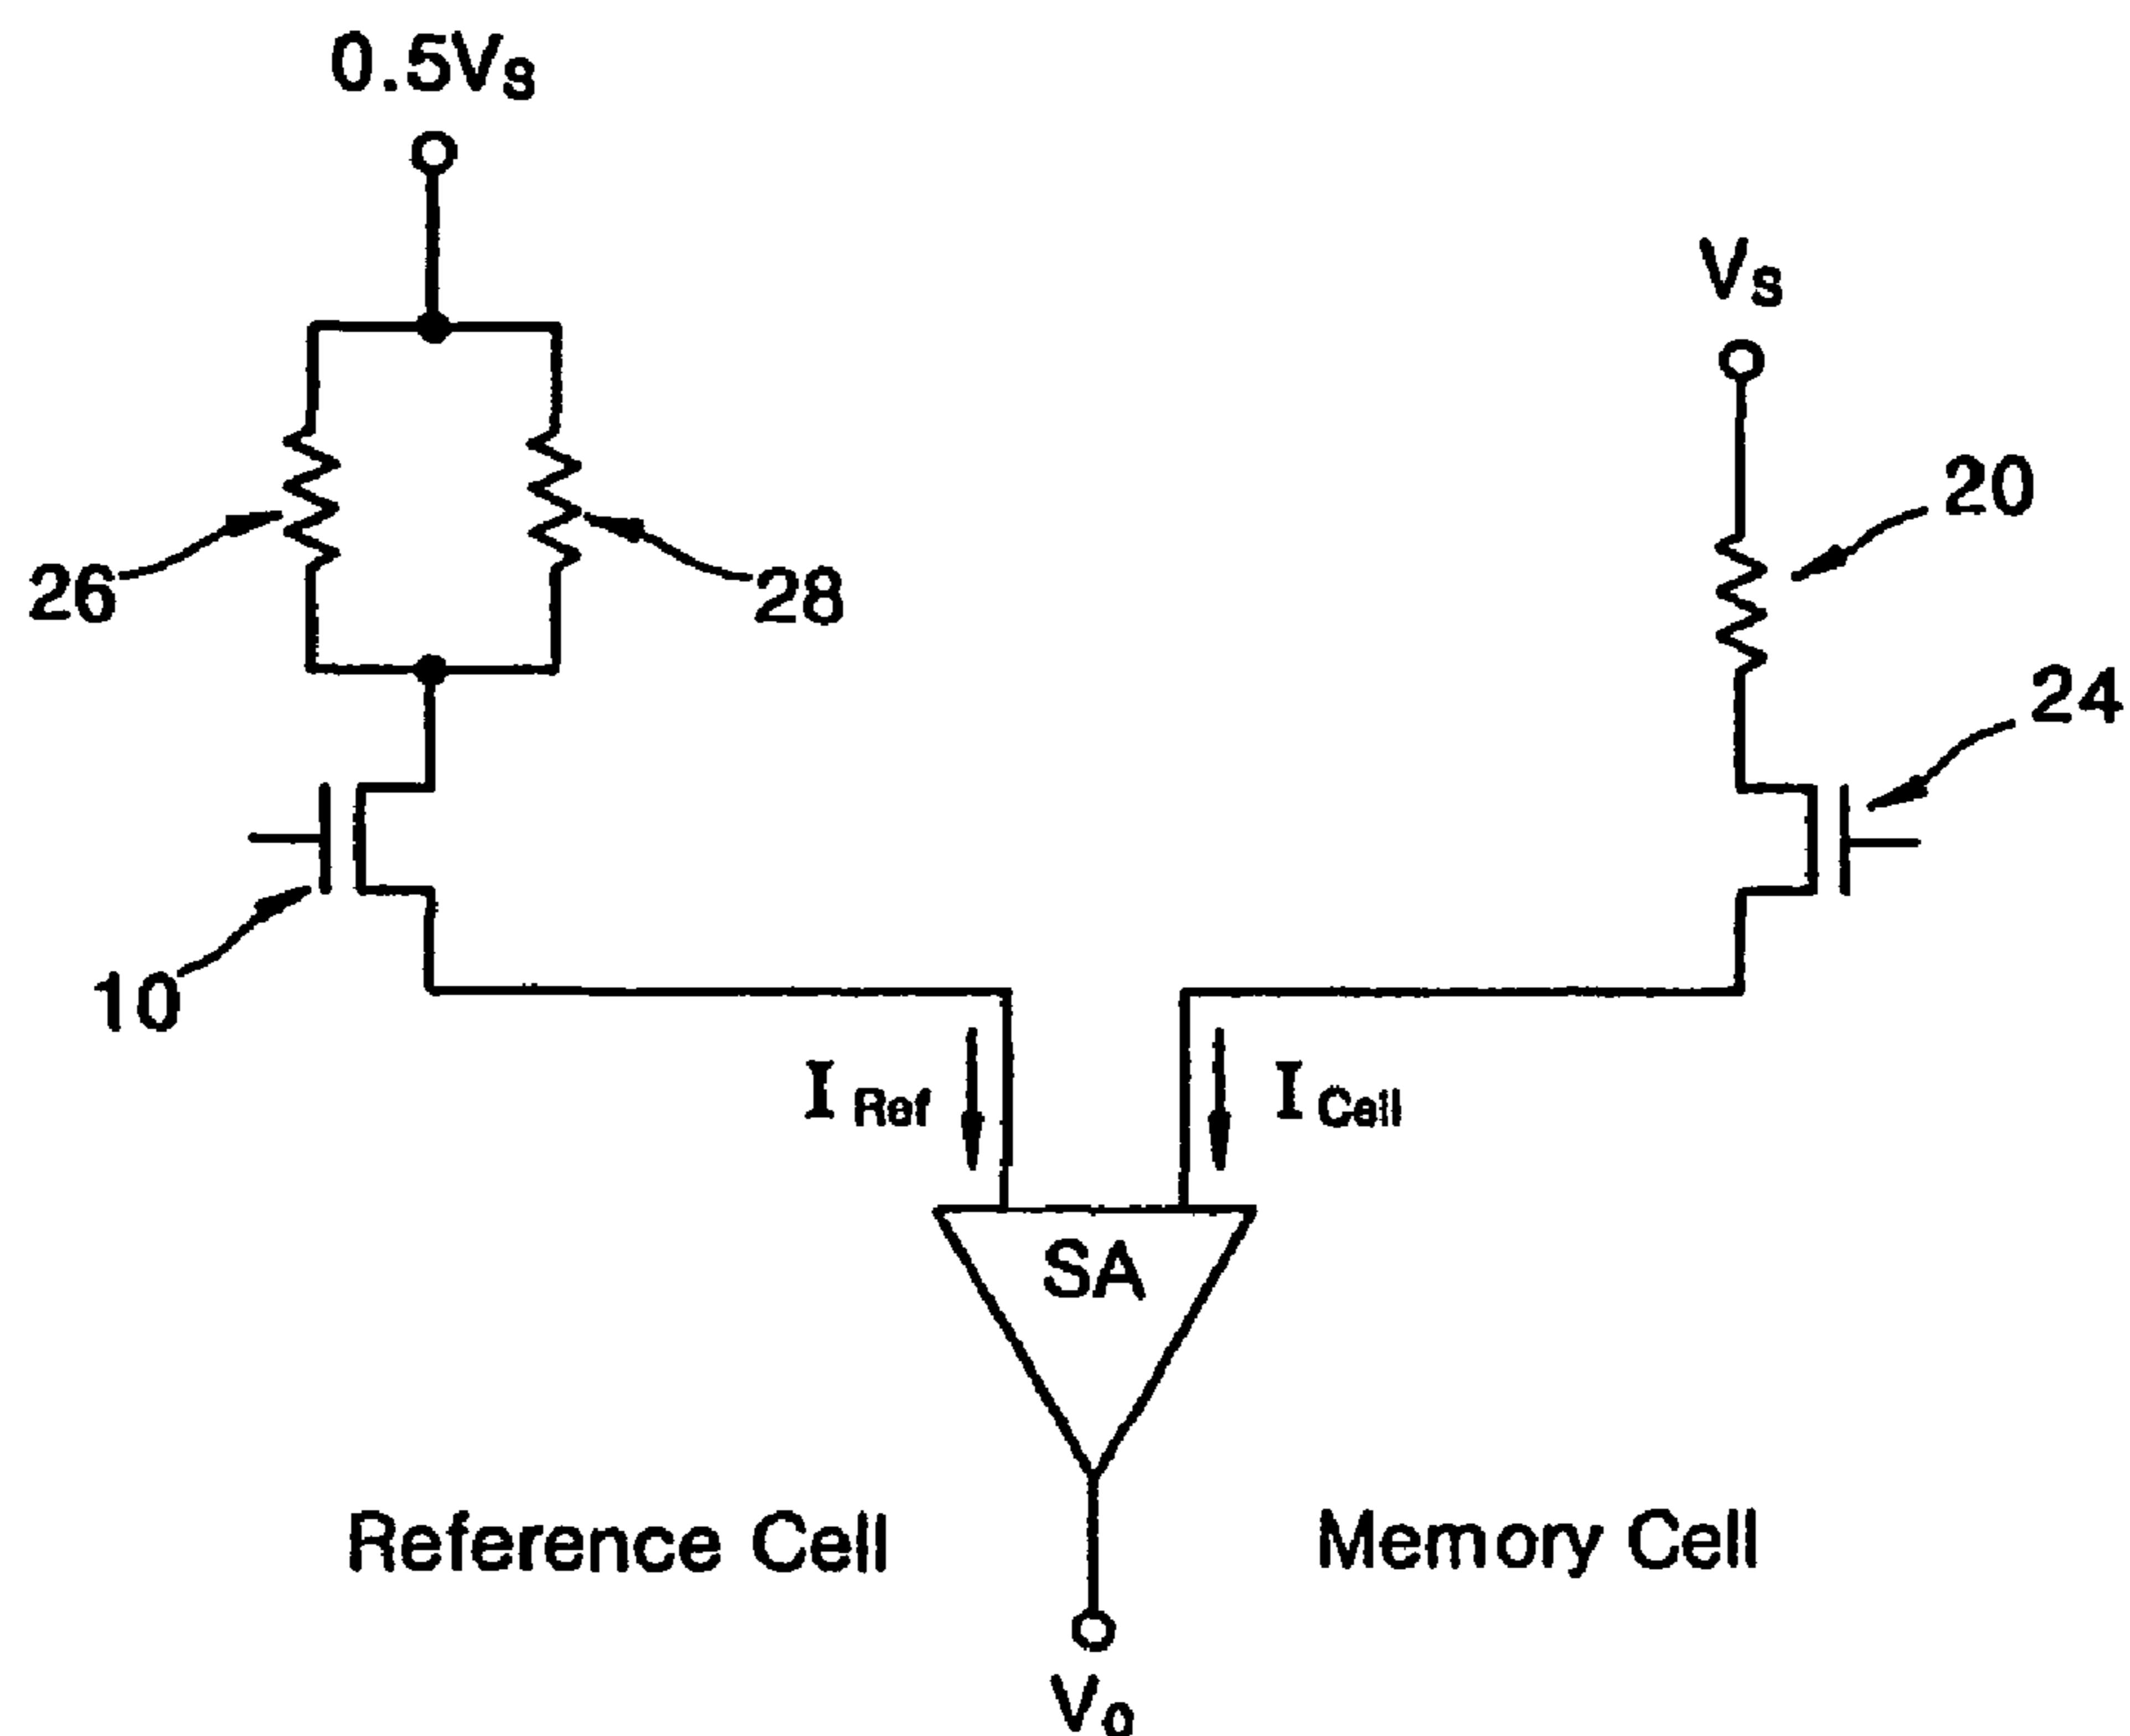 0.5Vs
Vs
20
26
28
24
10
I Ref
I Cell
SA
Reference Cell
Memory Cell
Vo